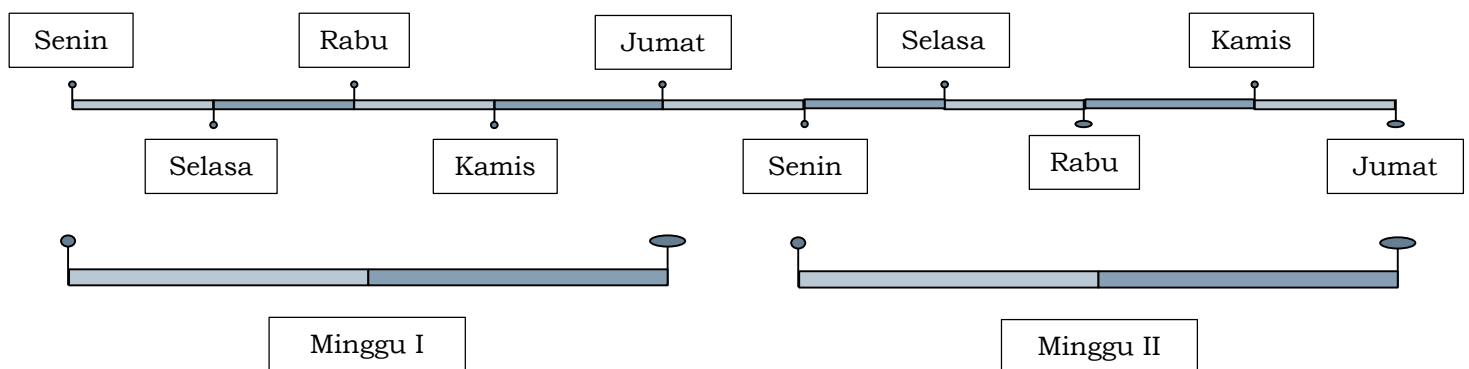 Senin
Rabu
Jumat
Selasa
Kamis
Selasa
Kamis
Senin
Rabu
Jumat
Minggu I
Minggu II